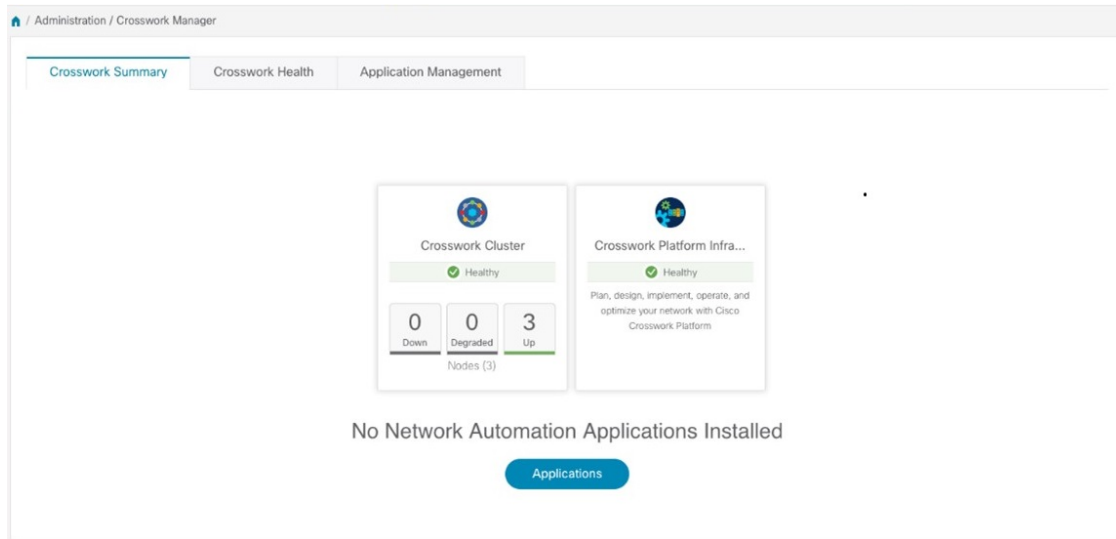 / Administration / Crosswork Manager
Crosswork Summary
Crosswork Health
Application Management
Crosswork Cluster
Healthy
0
0
3
Down
Degraded
Up
Nodes (3)
Crosswork Platform Infra...
Healthy
Plan, design, implement, operate, and
optimize your network with Cisco
Crosswork Platform
No Network Automation Applications Installed
Applications